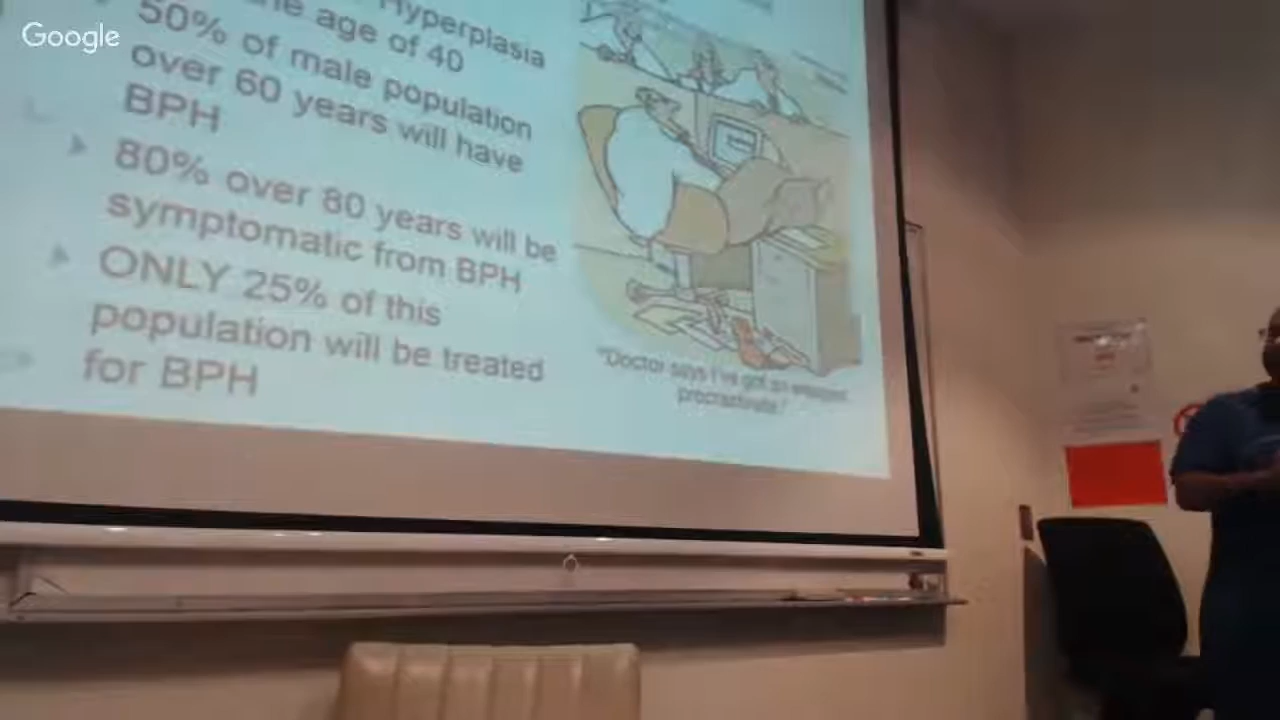 Google
Hyperplasia
the age of 40
50% of male population
over 60 years will have
BPH
80% over 80 years will be
symptomatic from BPH
ONLY 25% of this
population will be treated
for BPH
"Doctor says I've got an enlarged
procrastinate!"